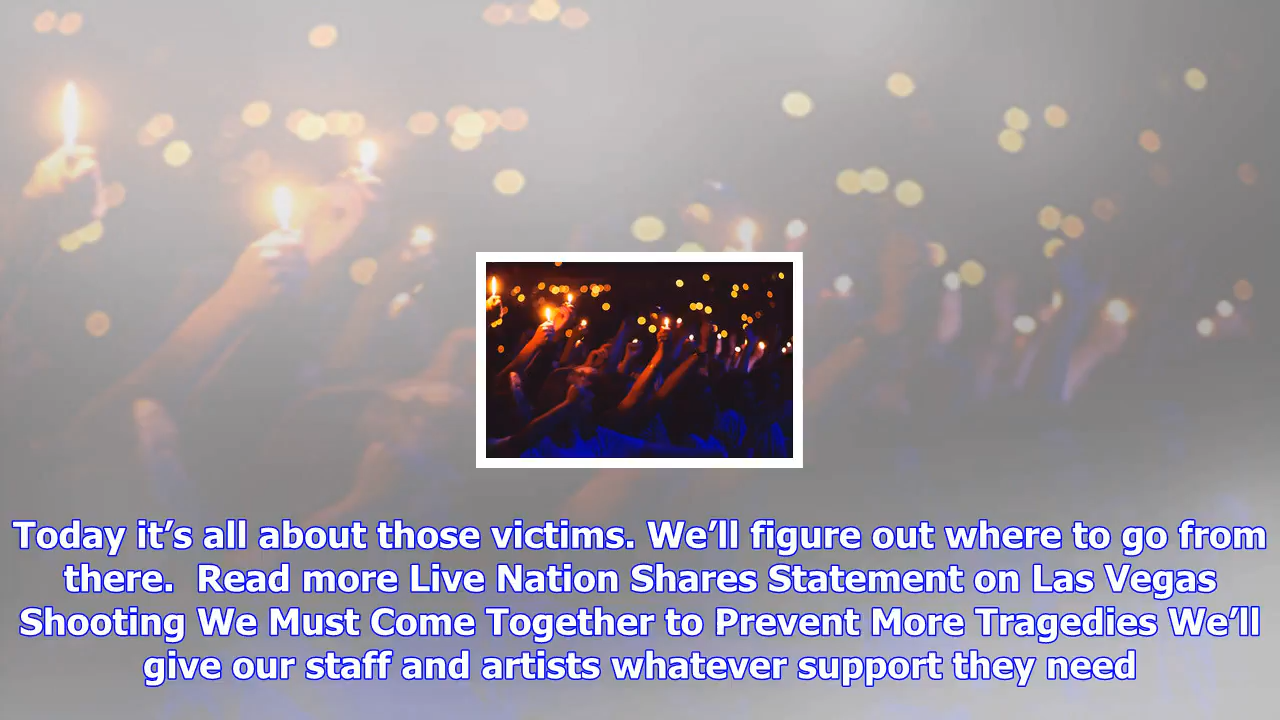 Today it’s all about those victims. We’ll figure out where to go from
there.  Read more Live Nation Shares Statement on Las Vegas
Shooting We Must Come Together to Prevent More Tragedies We’ll
give our staff and artists whatever support they need